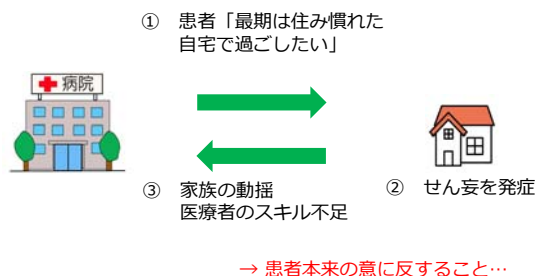 ① 患者「最期は住み慣れた
自宅で過ごしたい」
病院
③ 家族の動揺
医療者のスキル不足
② せん妄を発症
→ 患者本来の意に反すること…